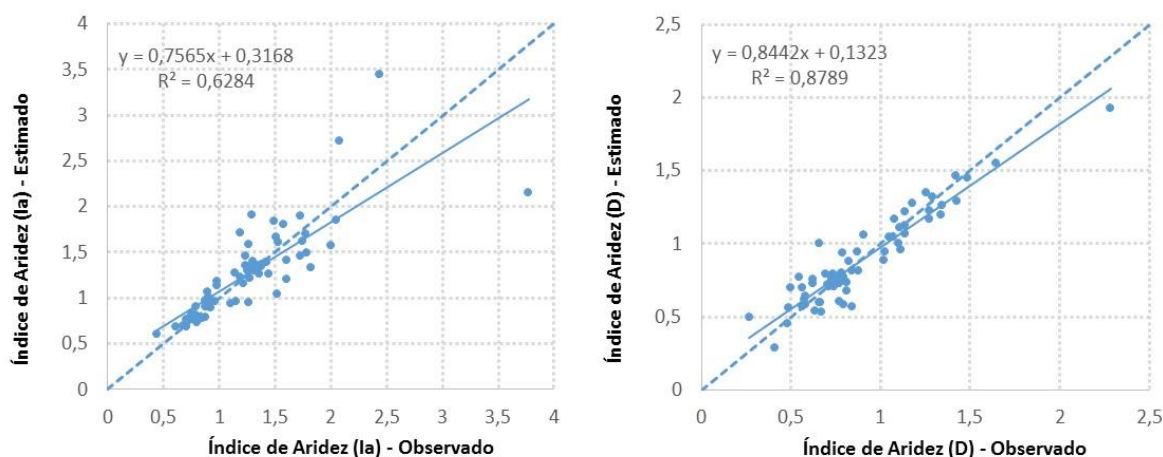 4
3,5
3
2,5
2
1,5
1
0,5
0
y = 0,7565x + 0,3168
R² = 0,6284
Índice de Aridez (Ia) - Estimado
0 0,5 1 1,5 2 2,5 3 3,5 4
Índice de Aridez (Ia) - Observado
2,5
2
1,5
1
0,5
0
y = 0,8442x + 0,1323
R² = 0,8789
Índice de Aridez (D) - Estimado
0 0,5 1 1,5 2 2,5
Índice de Aridez (D) - Observado